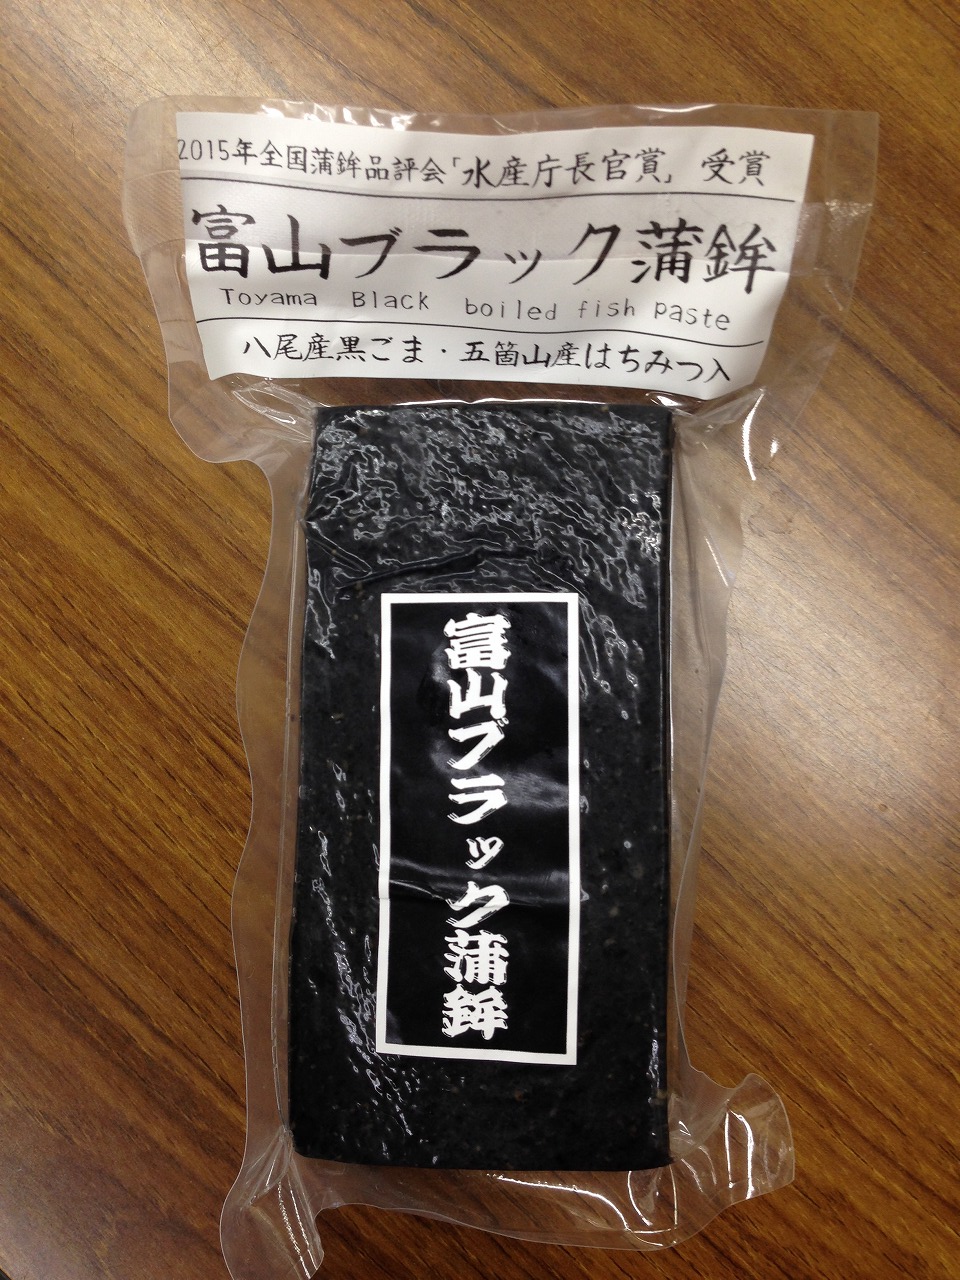 2015年全国蒲鉾品評会「水産庁長官賞」 受賞
富山ブラック蒲鉾
Toyama Black boiled fish paste
八尾産黒ごま・五箇山産はちみつ入
富山ブラック蒲鉾